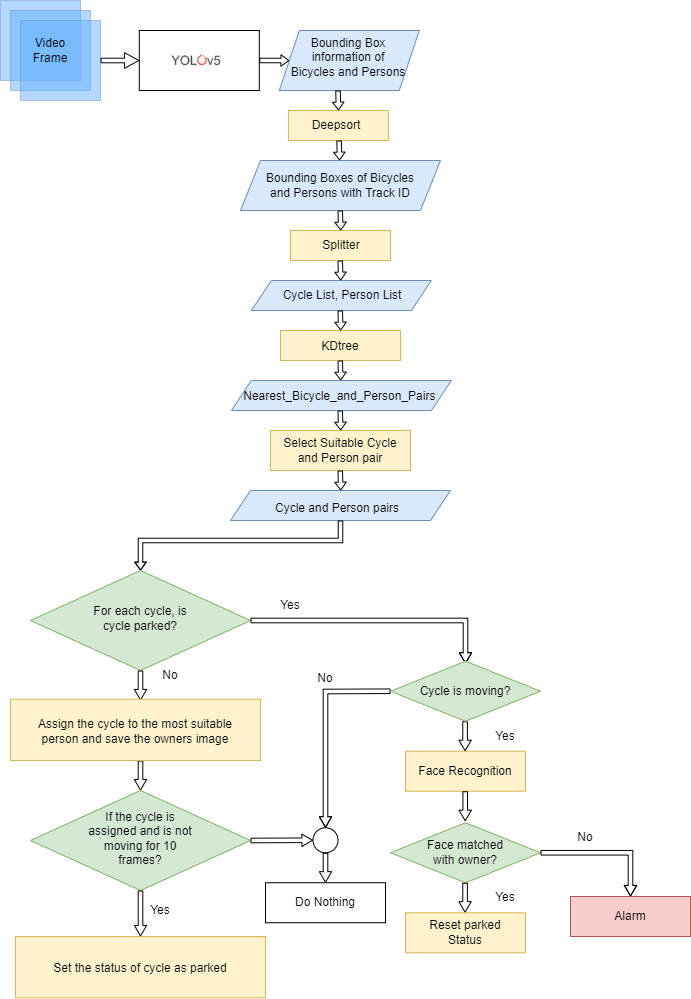 Video
Frame
YOLOv5
Bounding Box
information of
Bicycles and Persons
Deepsort
Bounding Boxes of Bicycles
and Persons with Track ID
Splitter
Cycle List, Person List
KDtree
Nearest_Bicycle_and_Person_Pairs
Select Suitable Cycle
and Person pair
Cycle and Person pairs
For each cycle, is
cycle parked?
Yes
No
Assign the cycle to the most suitable
person and save the owners image
If the cycle is
assigned and is not
moving for 10
frames?
Yes
Set the status of cycle as parked
Cycle is moving?
No
Do Nothing
Yes
Face Recognition
Face matched
with owner?
No
Alarm
Yes
Reset parked
Status